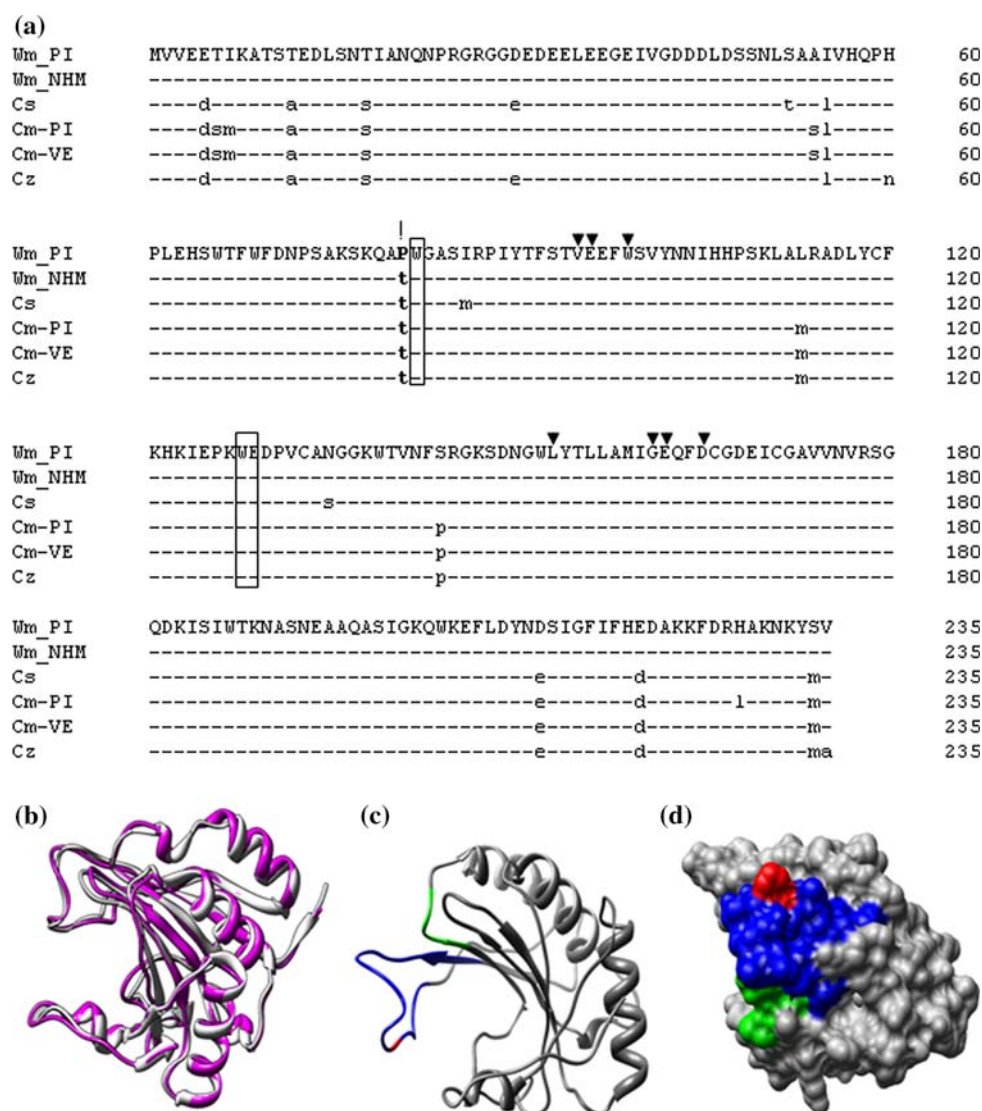 (a)
Wm_PI MVVEETIKATSTEDLSNTIANQNPRGRGGDEDEELEEGEIVGDDDLDSSNLSAAIVHQPH 60
Wm_NHM ------------------------------------------------------------ 60
Cs ----d------a-----s-----------e---------------------t--l----- 60
Cm-PI ----dsm----a-----s-----------------------------------sl----- 60
Cm-VE ----dsm----a-----s-----------------------------------sl----- 60
Cz ----d------a-----s-----------e------------------------l----n 60
Wm_PI PLEHSWTFWFDNPSAKSKQAPWGASIRPIYTFSTVEEFWSVYNNIHHPSKLALRADLYCF 120
Wm_NHM --------------------t--------------------------------------- 120
Cs --------------------t----m---------------------------------- 120
Cm-PI --------------------t-------------------------------m------- 120
Cm-VE --------------------t-------------------------------m------- 120
Cz --------------------t-------------------------------m------- 120
Wm_PI KHKIEPKWEDPVCANGGKWTVNFSRGKSDNGWLYTLLAMIGEQFDCGDEICGAVVNVRSG 180
Wm_NHM ------------------------------------------------------------ 180
Cs --------------s--------------------------------------------- 180
Cm-PI -----------------------p------------------------------------ 180
Cm-VE -----------------------p------------------------------------ 180
Cz -----------------------p------------------------------------ 180
Wm_PI QDKISIWTKNASNEAAQASIGKQWKEFLDYNDSIGFIFHEDAKKFDRHAKNKYSV 235
Wm_NHM ------------------------------------------------------- 235
Cs -------------------------------e-------d-------------m- 235
Cm-PI -------------------------------e-------d-------l-----m- 235
Cm-VE -------------------------------e-------d-------------m- 235
Cz -------------------------------e-------d-------------ma 235
(b) (c) (d)